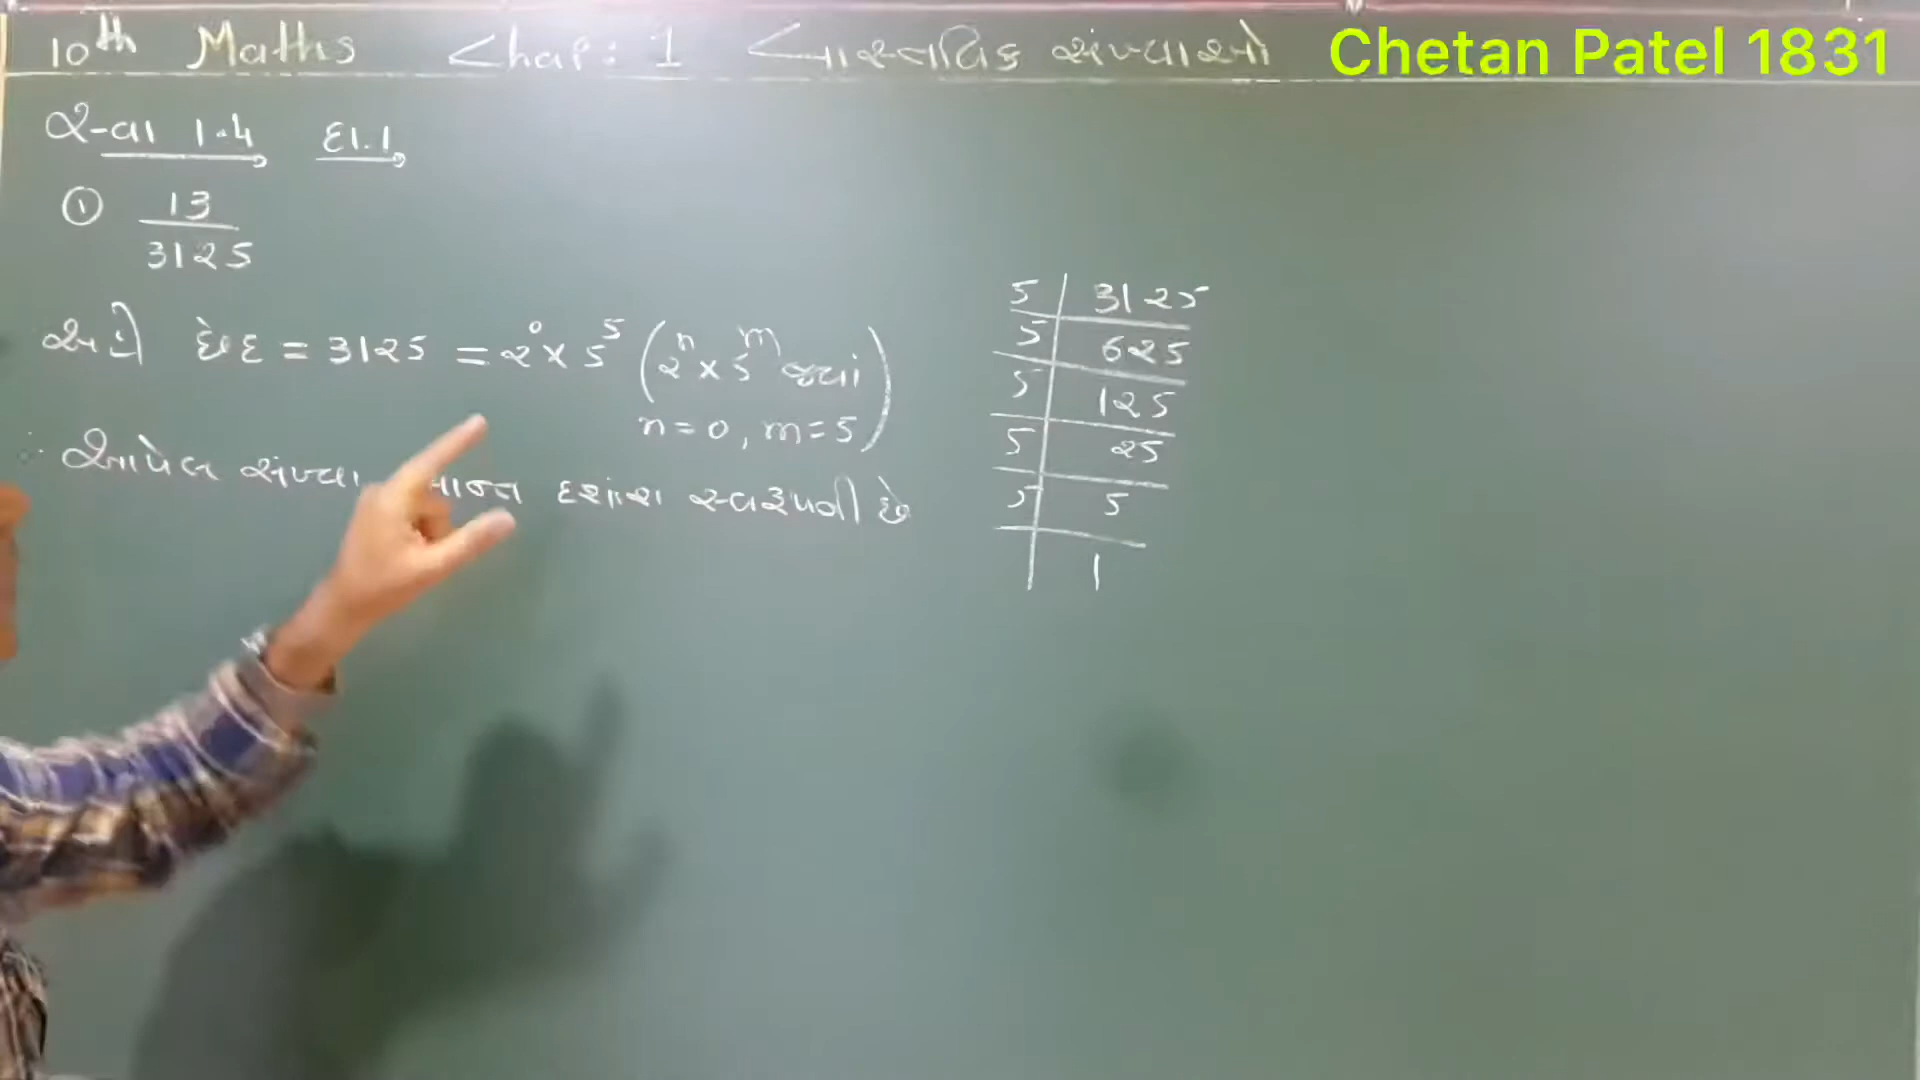 10th Maths Chap: 1 વાસ્તવિક સંખ્યાઓ
Chetan Patel 1831
સ્વા 1.4 દા.1
① 13
3125
અહીં છેદ = 3125 = 2⁰ × 5⁵ (2ⁿ × 5ᵐ જ્યાં
n = 0, m = 5)
∴ આપેલ સંખ્યા સાન્ત દશાંશ સ્વરૂપની છે
5 | 3125
5 | 625
5 | 125
5 | 25
5 | 5
| 1